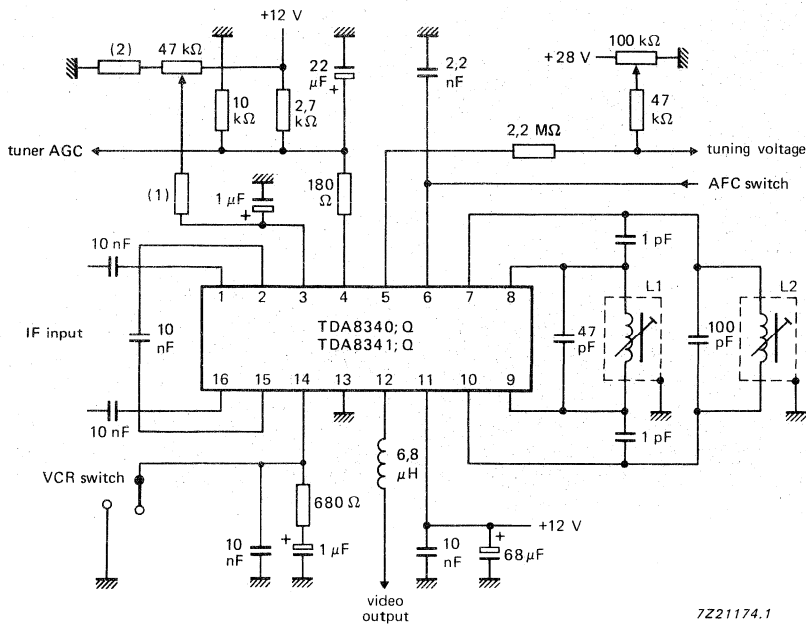 +12 V
(2)
47 kΩ
22
µF
+
2,2
nF
+28 V
100 kΩ
10
kΩ
2,7
kΩ
47
kΩ
2,2 MΩ
tuner AGC
tuning voltage
AFC switch
(1)
1 µF
+
180
Ω
10 nF
1 pF
1 2 3 4 5 6 7 8
L1
L2
IF input
10
nF
TDA8340; Q
TDA8341; Q
47
pF
100
pF
16 15 14 13 12 11 10 9
10 nF
1 pF
VCR switch
6,8
µH
680 Ω
+12 V
10
nF
+
1 µF
10
nF
+
68 µF
video
output
7Z21174.1